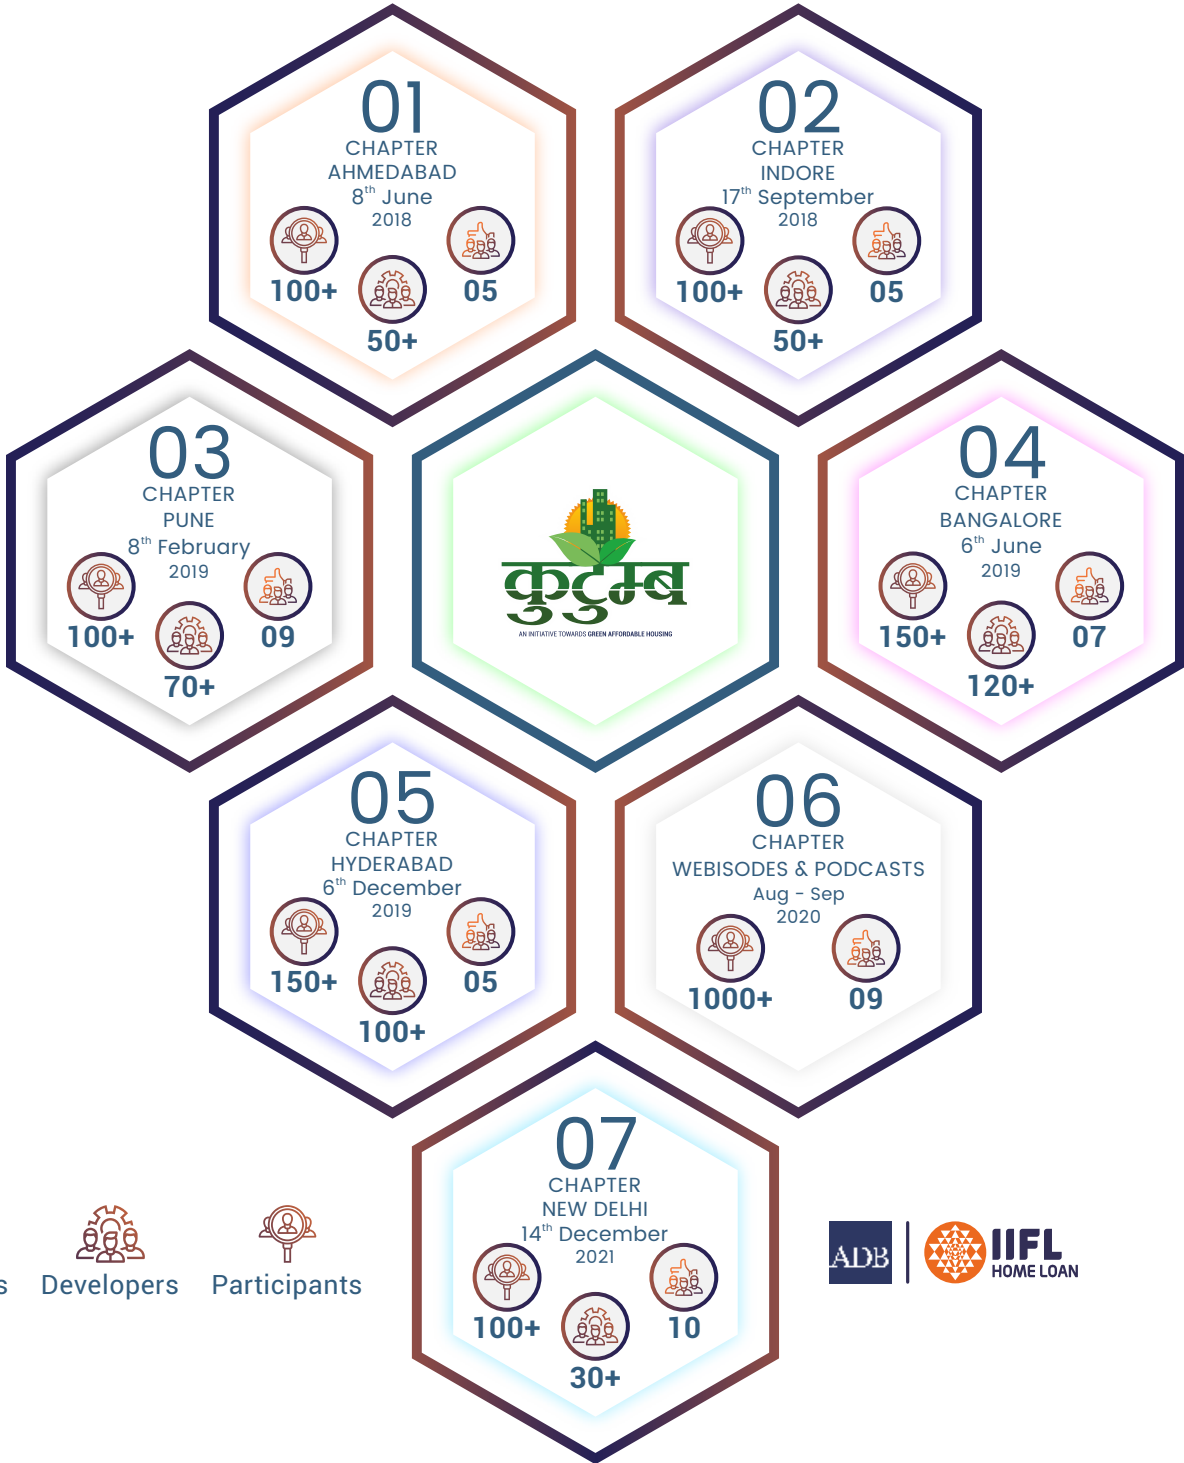 01
CHAPTER
AHMEDABAD
8th June
2018
100+
50+
05
02
CHAPTER
INDORE
17th September
2018
100+
50+
05
03
CHAPTER
PUNE
8th February
2019
100+
70+
09
कुटुम्ब
AN INITIATIVE TOWARDS GREEN AFFORDABLE HOUSING
04
CHAPTER
BANGALORE
6th June
2019
150+
120+
07
05
CHAPTER
HYDERABAD
6th December
2019
150+
100+
05
06
CHAPTER
WEBISODES & PODCASTS
Aug - Sep
2020
1000+
09
07
CHAPTER
NEW DELHI
14th December
2021
100+
30+
10
Developers
Participants
ADB
IIFL
HOME LOAN